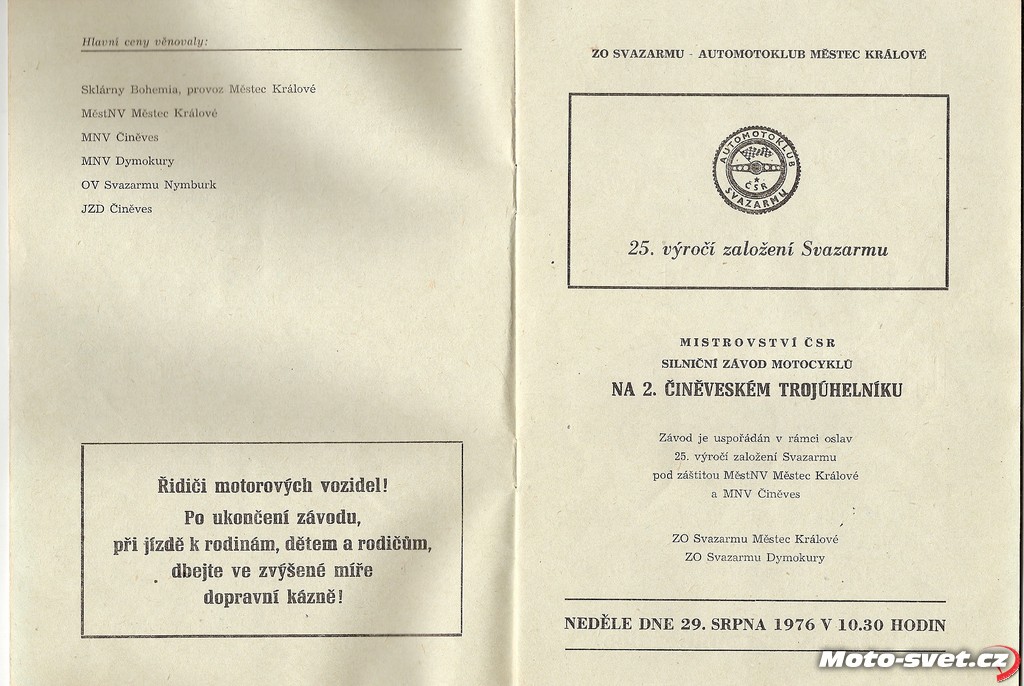 Hlavní ceny věnovaly:
Sklárny Bohemia, provoz Městec Králové
MěstNV Městec Králové
MNV Činěves
MNV Dymokury
OV Svazarmu Nymburk
JZD Činěves
Řidiči motorových vozidel!
Po ukončení závodu,
při jízdě k rodinám, dětem a rodičům,
dbejte ve zvýšené míře
dopravní kázně!
ZO SVAZARMU - AUTOMOTOKLUB MĚSTEC KRÁLOVÉ
AUTOMOTOKLUB
ČSR
SVAZARMU
25. výročí založení Svazarmu
MISTROVSTVÍ ČSR
SILNIČNÍ ZÁVOD MOTOCYKLŮ
NA 2. ČINĚVESKÉM TROJÚHELNÍKU
Závod je uspořádán v rámci oslav
25. výročí založení Svazarmu
pod záštitou MěstNV Městec Králové
a MNV Činěves
ZO Svazarmu Městec Králové
ZO Svazarmu Dymokury
NEDĚLE DNE 29. SRPNA 1976 V 10.30 HODIN
Moto-svet.cz